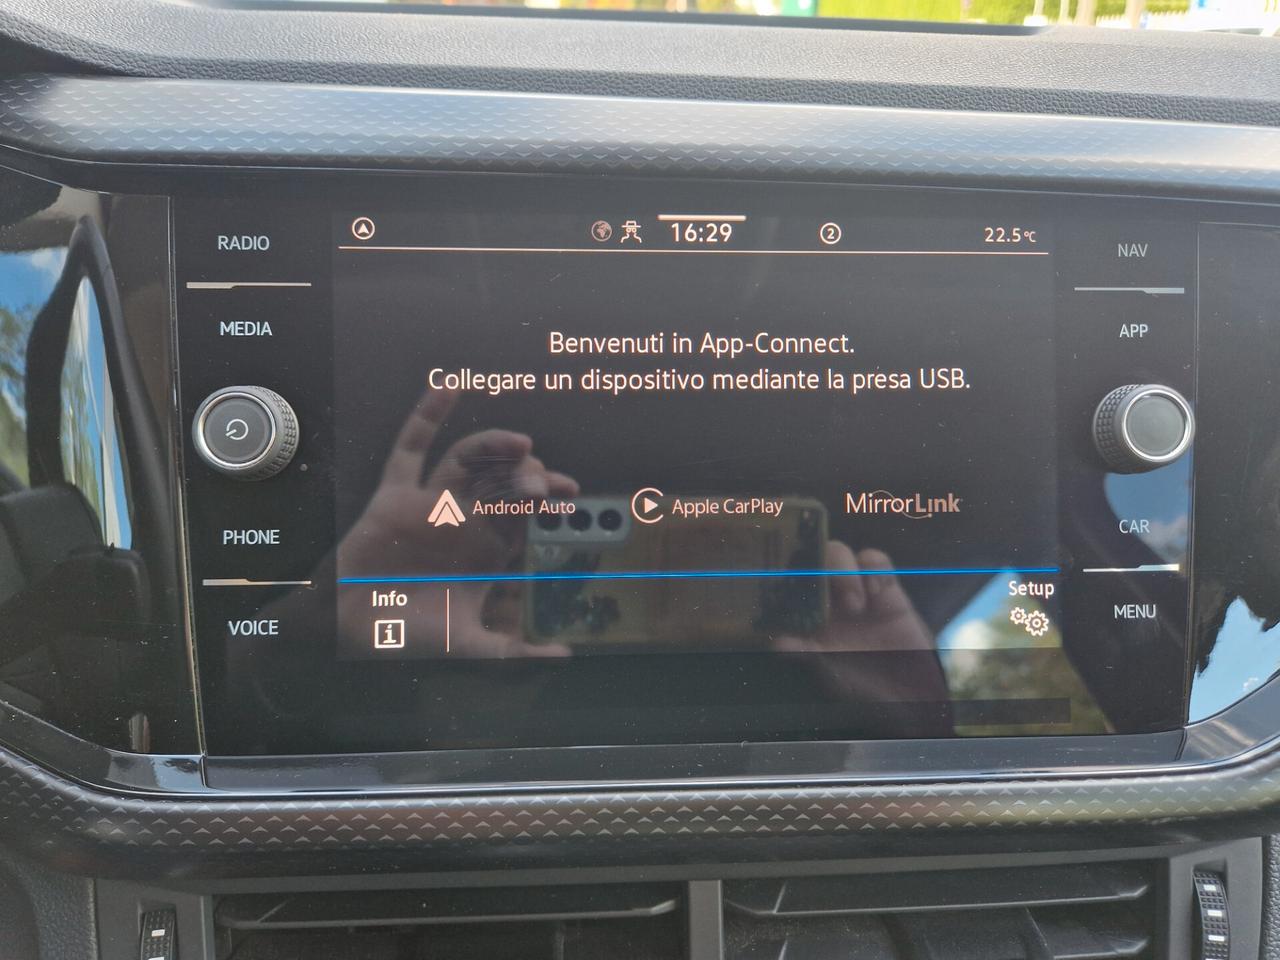 RADIO
MEDIA
PHONE
VOICE
16:29
2
22.5°C
Benvenuti in App-Connect.
Collegare un dispositivo mediante la presa USB.
Android Auto
Apple CarPlay
MirrorLink
Info
i
Setup
NAV
APP
CAR
MENU